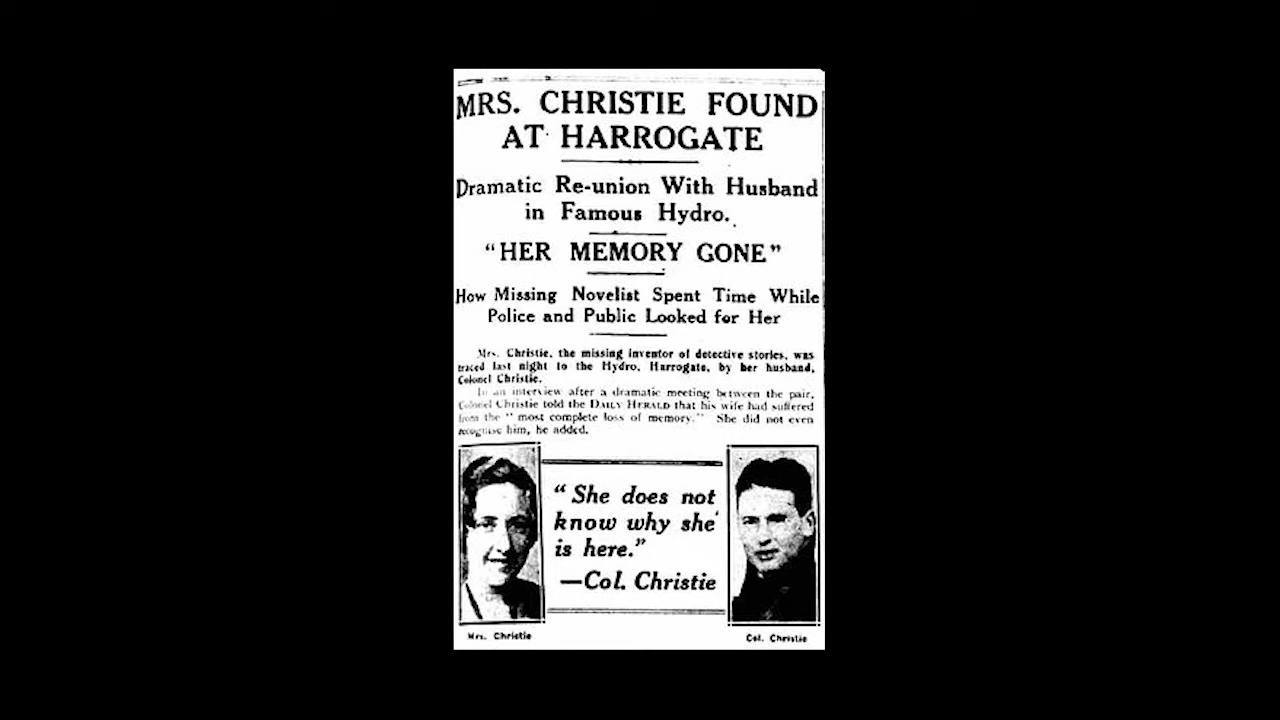 MRS. CHRISTIE FOUND
AT HARROGATE
Dramatic Re-union With Husband
in Famous Hydro.
“HER MEMORY GONE”
How Missing Novelist Spent Time While
Police and Public Looked for Her
Mrs. Christie, the missing inventor of detective stories, was
traced last night to the Hydro, Harrogate, by her husband,
Colonel Christie.
In an interview after a dramatic meeting between the pair,
Colonel Christie told the DAILY HERALD that his wife had suffered
from the “ most complete loss of memory.” She did not even
recognise him, he added.
“ She does not
know why she
is here.”
—Col. Christie
Mrs. Christie
Col. Christie